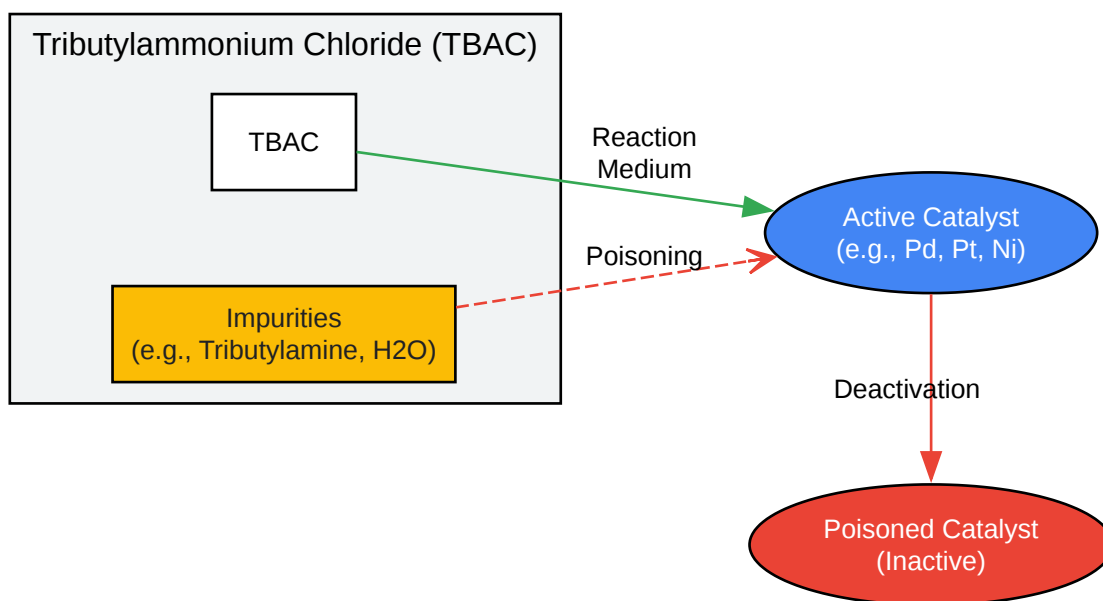 Tributylammonium Chloride (TBAC)
TBAC
Reaction
Medium
Active Catalyst
(e.g., Pd, Pt, Ni)
Poisoning
Impurities
(e.g., Tributylamine, H2O)
Deactivation
Poisoned Catalyst
(Inactive)